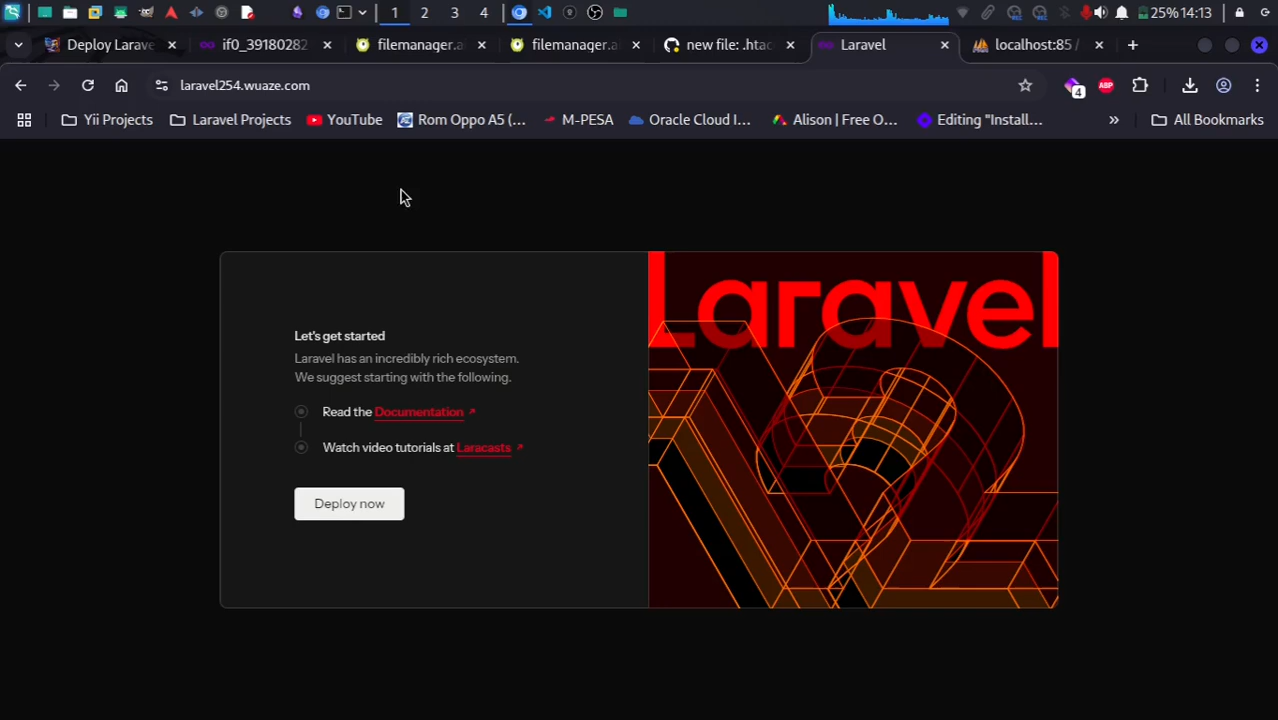 1 2 3 4 25% 14:13
Deploy Larave if0_39180282 filemanager.a filemanager.a new file: .htac Laravel localhost:85 /
laravel254.wuaze.com
4 ABP
Yii Projects Laravel Projects YouTube Rom Oppo A5 (... M-PESA Oracle Cloud I... Alison | Free O... Editing "Install... » All Bookmarks
Laravel
Let's get started
Laravel has an incredibly rich ecosystem.
We suggest starting with the following.
Read the Documentation
Watch video tutorials at Laracasts
Deploy now